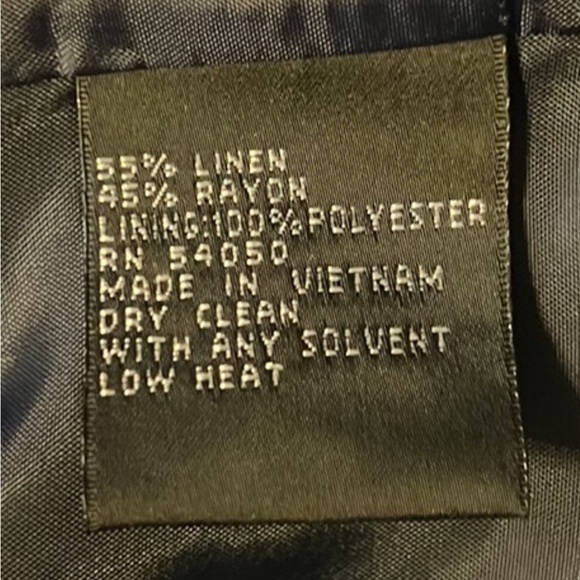 55% LINEN
45% RAYON
LINING:100%POLYESTER
RN 54050
MADE IN VIETNAM
DRY CLEAN
WITH ANY SOLVENT
LOW HEAT